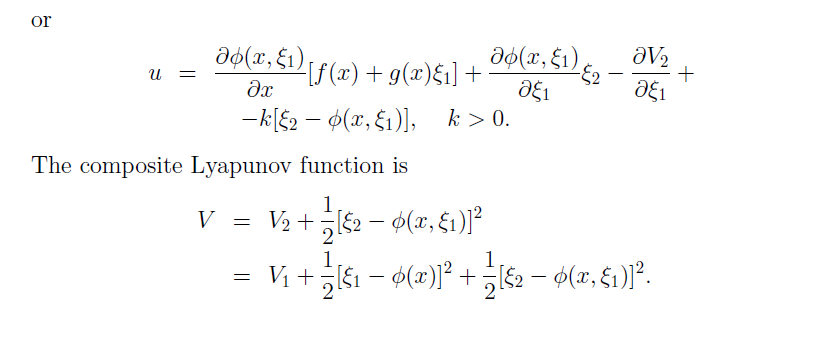 or
u = ∂φ(x, ξ₁)/∂x [f(x) + g(x)ξ₁] + ∂φ(x, ξ₁)/∂ξ₁ ξ₂ − ∂V₂/∂ξ₁ +
−k[ξ₂ − φ(x, ξ₁)], k > 0.
The composite Lyapunov function is
V = V₂ + 1/2 [ξ₂ − φ(x, ξ₁)]²
= V₁ + 1/2 [ξ₁ − φ(x)]² + 1/2 [ξ₂ − φ(x, ξ₁)]².